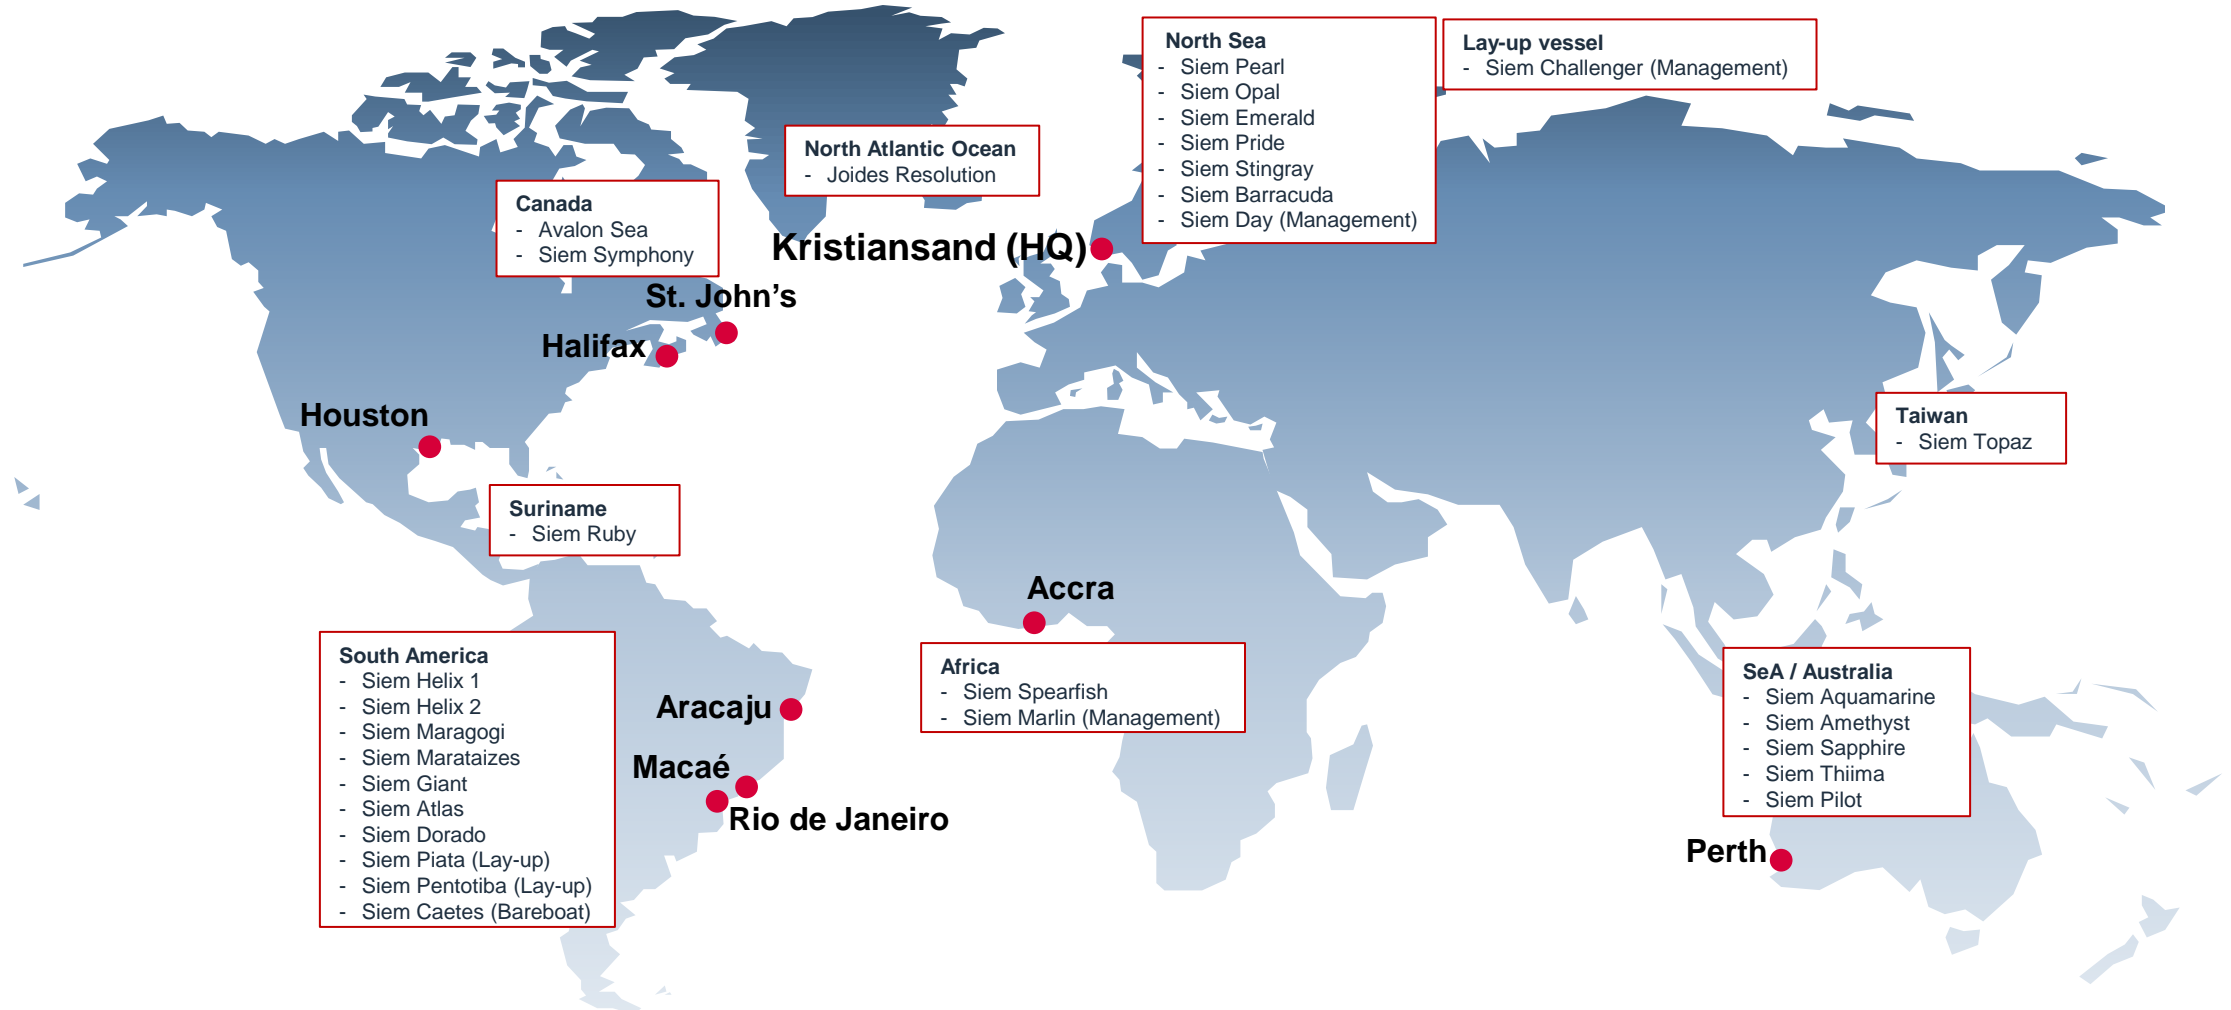 North Sea
- Siem Pearl
- Siem Opal
- Siem Emerald
- Siem Pride
- Siem Stingray
- Siem Barracuda
- Siem Day (Management)
Lay-up vessel
- Siem Challenger (Management)
North Atlantic Ocean
- Joides Resolution
Canada
- Avalon Sea
- Siem Symphony
Kristiansand (HQ)
St. John’s
Halifax
Houston
Taiwan
- Siem Topaz
Suriname
- Siem Ruby
Accra
Africa
- Siem Spearfish
- Siem Marlin (Management)
South America
- Siem Helix 1
- Siem Helix 2
- Siem Maragogi
- Siem Marataizes
- Siem Giant
- Siem Atlas
- Siem Dorado
- Siem Piata (Lay-up)
- Siem Pentotiba (Lay-up)
- Siem Caetes (Bareboat)
Aracaju
Macaé
Rio de Janeiro
SeA / Australia
- Siem Aquamarine
- Siem Amethyst
- Siem Sapphire
- Siem Thiima
- Siem Pilot
Perth